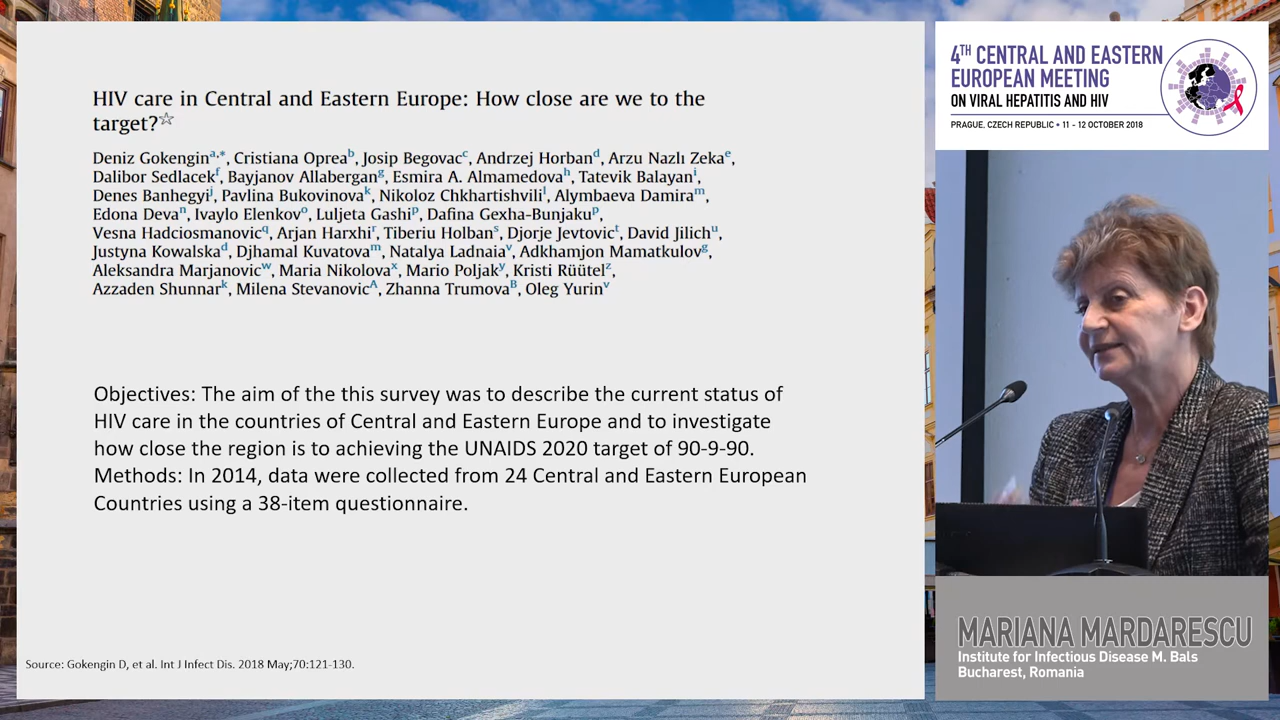 HIV care in Central and Eastern Europe: How close are we to the
target?☆
Deniz Gokengin a,*, Cristiana Oprea b, Josip Begovac c, Andrzej Horban d, Arzu Nazlı Zeka e,
Dalibor Sedlacek f, Bayjanov Allabergan g, Esmira A. Almamedova h, Tatevik Balayan i,
Denes Banhegyi j, Pavlina Bukovinova k, Nikoloz Chkhartishvili l, Alymbaeva Damira m,
Edona Deva n, Ivaylo Elenkov o, Luljeta Gashi p, Dafina Gexha-Bunjaku p,
Vesna Hadciosmanovic q, Arjan Harxhi r, Tiberiu Holban s, Djorje Jevtovic t, David Jilich u,
Justyna Kowalska d, Djhamal Kuvatova m, Natalya Ladnaia v, Adkhamjon Mamatkulov g,
Aleksandra Marjanovic w, Maria Nikolova x, Mario Poljak y, Kristi Rüütel z,
Azzaden Shunnar k, Milena Stevanovic A, Zhanna Trumova B, Oleg Yurin v
Objectives: The aim of the this survey was to describe the current status of
HIV care in the countries of Central and Eastern Europe and to investigate
how close the region is to achieving the UNAIDS 2020 target of 90-9-90.
Methods: In 2014, data were collected from 24 Central and Eastern European
Countries using a 38-item questionnaire.
Source: Gokengin D, et al. Int J Infect Dis. 2018 May;70:121-130.
4TH CENTRAL AND EASTERN
EUROPEAN MEETING
ON VIRAL HEPATITIS AND HIV
PRAGUE, CZECH REPUBLIC • 11 - 12 OCTOBER 2018
MARIANA MARDARESCU
Institute for Infectious Disease M. Bals
Bucharest, Romania